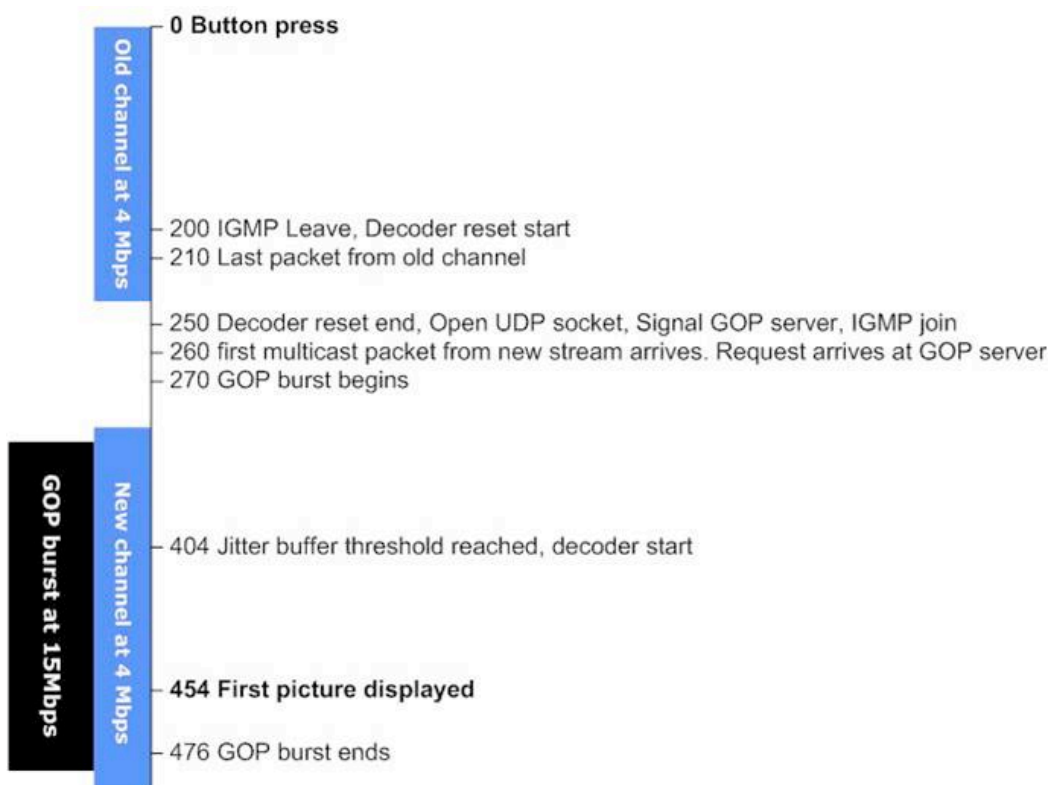 0 Button press
Old channel at 4 Mbps
200 IGMP Leave, Decoder reset start
210 Last packet from old channel
250 Decoder reset end, Open UDP socket, Signal GOP server, IGMP join
260 first multicast packet from new stream arrives. Request arrives at GOP server
270 GOP burst begins
GOP burst at 15Mbps
New channel at 4 Mbps
404 Jitter buffer threshold reached, decoder start
454 First picture displayed
476 GOP burst ends